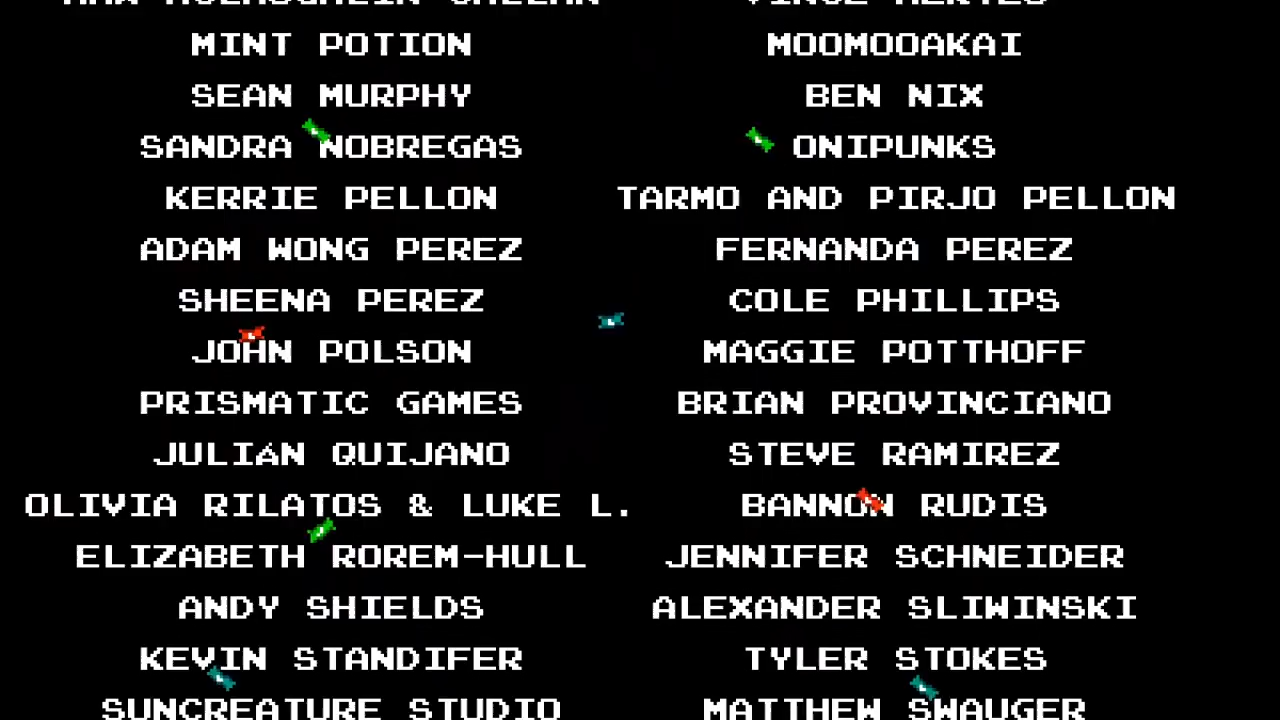 MINT POTION MOOMOOAKAI
SEAN MURPHY BEN NIX
SANDRA NOBREGAS ONIPUNKS
KERRIE PELLON TARMO AND PIRJO PELLON
ADAM WONG PEREZ FERNANDA PEREZ
SHEENA PEREZ COLE PHILLIPS
JOHN POLSON MAGGIE POTTHOFF
PRISMATIC GAMES BRIAN PROVINCIANO
JULIáN QUIJANO STEVE RAMIREZ
OLIVIA RILATOS & LUKE L. BANNON RUDIS
ELIZABETH ROREM-HULL JENNIFER SCHNEIDER
ANDY SHIELDS ALEXANDER SLIWINSKI
KEVIN STANDIFER TYLER STOKES
SUNCREATURE STUDIO MATTHEW SWAUGER